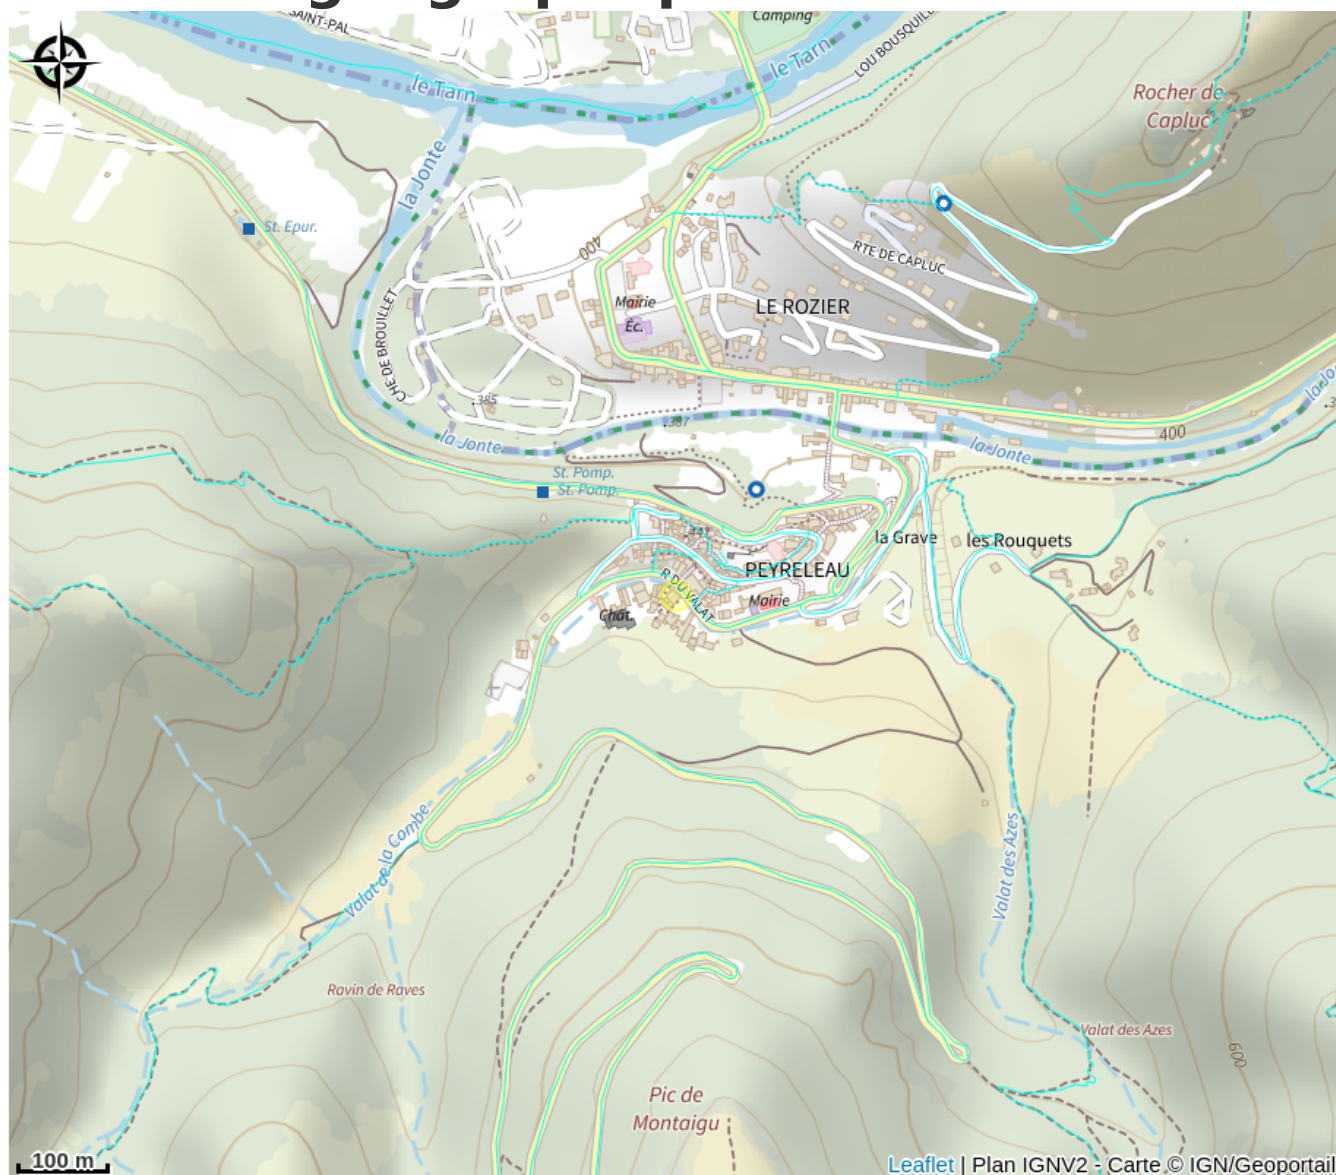 Camping
SAINT-PAL
le Tarn
le Tarn
LOU BOUSQUIL
Rocher de
Capluc
la Jonte
St. Epur.
400
RTE DE CAPLUC
Mairie
LE ROZIER
Éc.
CHE DE BROUILLET
385
la Jo
387
400
la Jonte
la Jonte
St. Pomp.
St. Pomp.
447
la Grave
les Rouquets
PEYRELEAU
R DU VALAT
Mairie
Chât.
Valat de la Combe
Valat des Azes
Ravin de Raves
Valat des Azes
600
Pic de
Montaigu
100 m
Leaflet | Plan IGNV2 - Carte © IGN/Geoportail